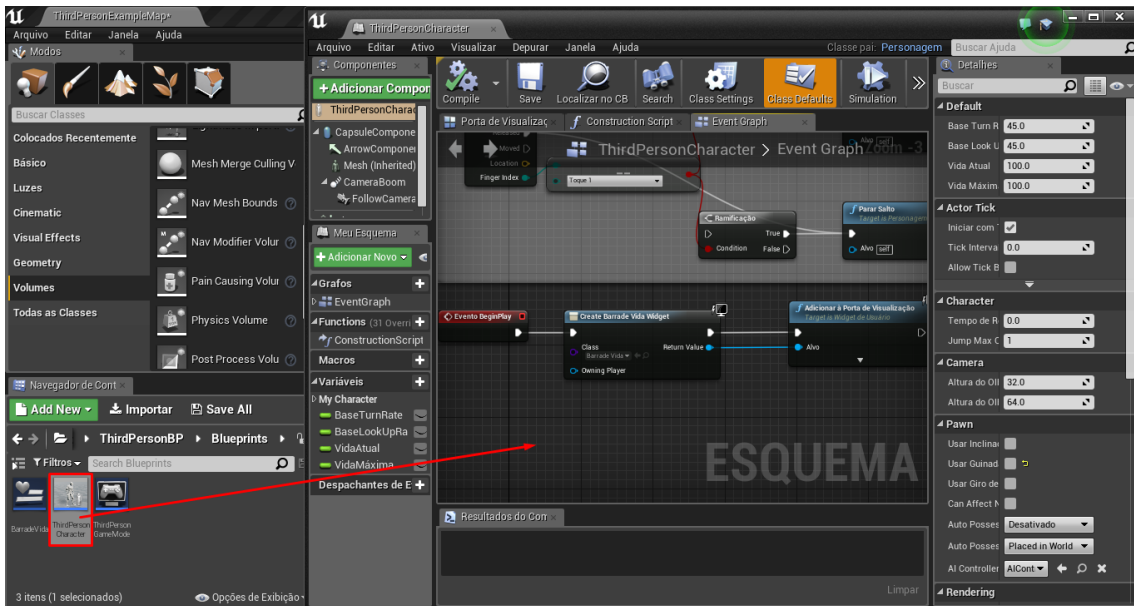 ThirdPersonExampleMap*
Arquivo Editar Janela Ajuda
Modos
Buscar Classes
Colocados Recentemente
Básico
Luzes
Cinematic
Visual Effects
Geometry
Volumes
Todas as Classes
Mesh Merge Culling V
Nav Mesh Bounds
Nav Modifier Volur
Pain Causing Volur
Physics Volume
Post Process Volu
Navegador de Cont
Add New Importar Save All
ThirdPersonBP Blueprints
Filtros Search Blueprints
BarradeVida
ThirdPerson
Character
ThirdPerson
GameMode
3 itens (1 selecionados) Opções de Exibição
ThirdPersonCharacter
Arquivo Editar Ativo Visualizar Depurar Janela Ajuda
Classe pai: Personagem
Buscar Ajuda
Componentes
+ Adicionar Compor
ThirdPersonCharac
CapsuleCompone
ArrowComponer
Mesh (Inherited)
CameraBoom
FollowCamera
Meu Esquema
+ Adicionar Novo
Grafos
EventGraph
Functions (31 Overri
ConstructionScript
Macros
Variáveis
My Character
BaseTurnRate
BaseLookUpRa
VidaAtual
VidaMáxima
Despachantes de E
Compile Save Localizar no CB Search Class Settings Class Defaults Simulation
Porta de Visualizaç Construction Script Event Graph
ThirdPersonCharacter > Event Graph
Zoom -3
Moved
Location
Finger Index
Toque 1
==
Alvo self
Ramificação
True
Condition False
Parar Salto
Target is Personagem
Alvo self
Evento BeginPlay
Create Barrade Vida Widget
Class
Barrade Vida
Return Value
Owning Player
Adicionar à Porta de Visualização
Target is Widget de Usuário
Alvo
ESQUEMA
Resultados do Com
Limpar
Detalhes
Buscar
Default
Base Turn R 45.0
Base Look U 45.0
Vida Atual 100.0
Vida Máxim 100.0
Actor Tick
Iniciar com
Tick Interva 0.0
Allow Tick B
Character
Tempo de R 0.0
Jump Max C 1
Camera
Altura do Oll 32.0
Altura do Oll 64.0
Pawn
Usar Inclinaı
Usar Guinad
Usar Giro de
Can Affect N
Auto Posses Desativado
Auto Posses Placed in World
AI Controller AICont
Rendering